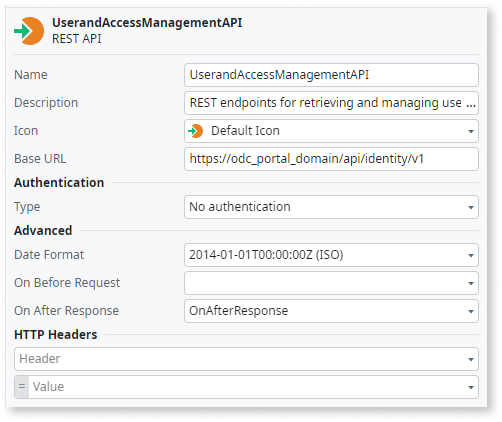 UserandAccessManagementAPI
REST API
Name UserandAccessManagementAPI
Description REST endpoints for retrieving and managing use ...
Icon Default Icon
Base URL https://odc_portal_domain/api/identity/v1
Authentication
Type No authentication
Advanced
Date Format 2014-01-01T00:00:00Z (ISO)
On Before Request
On After Response OnAfterResponse
HTTP Headers
Header
= Value